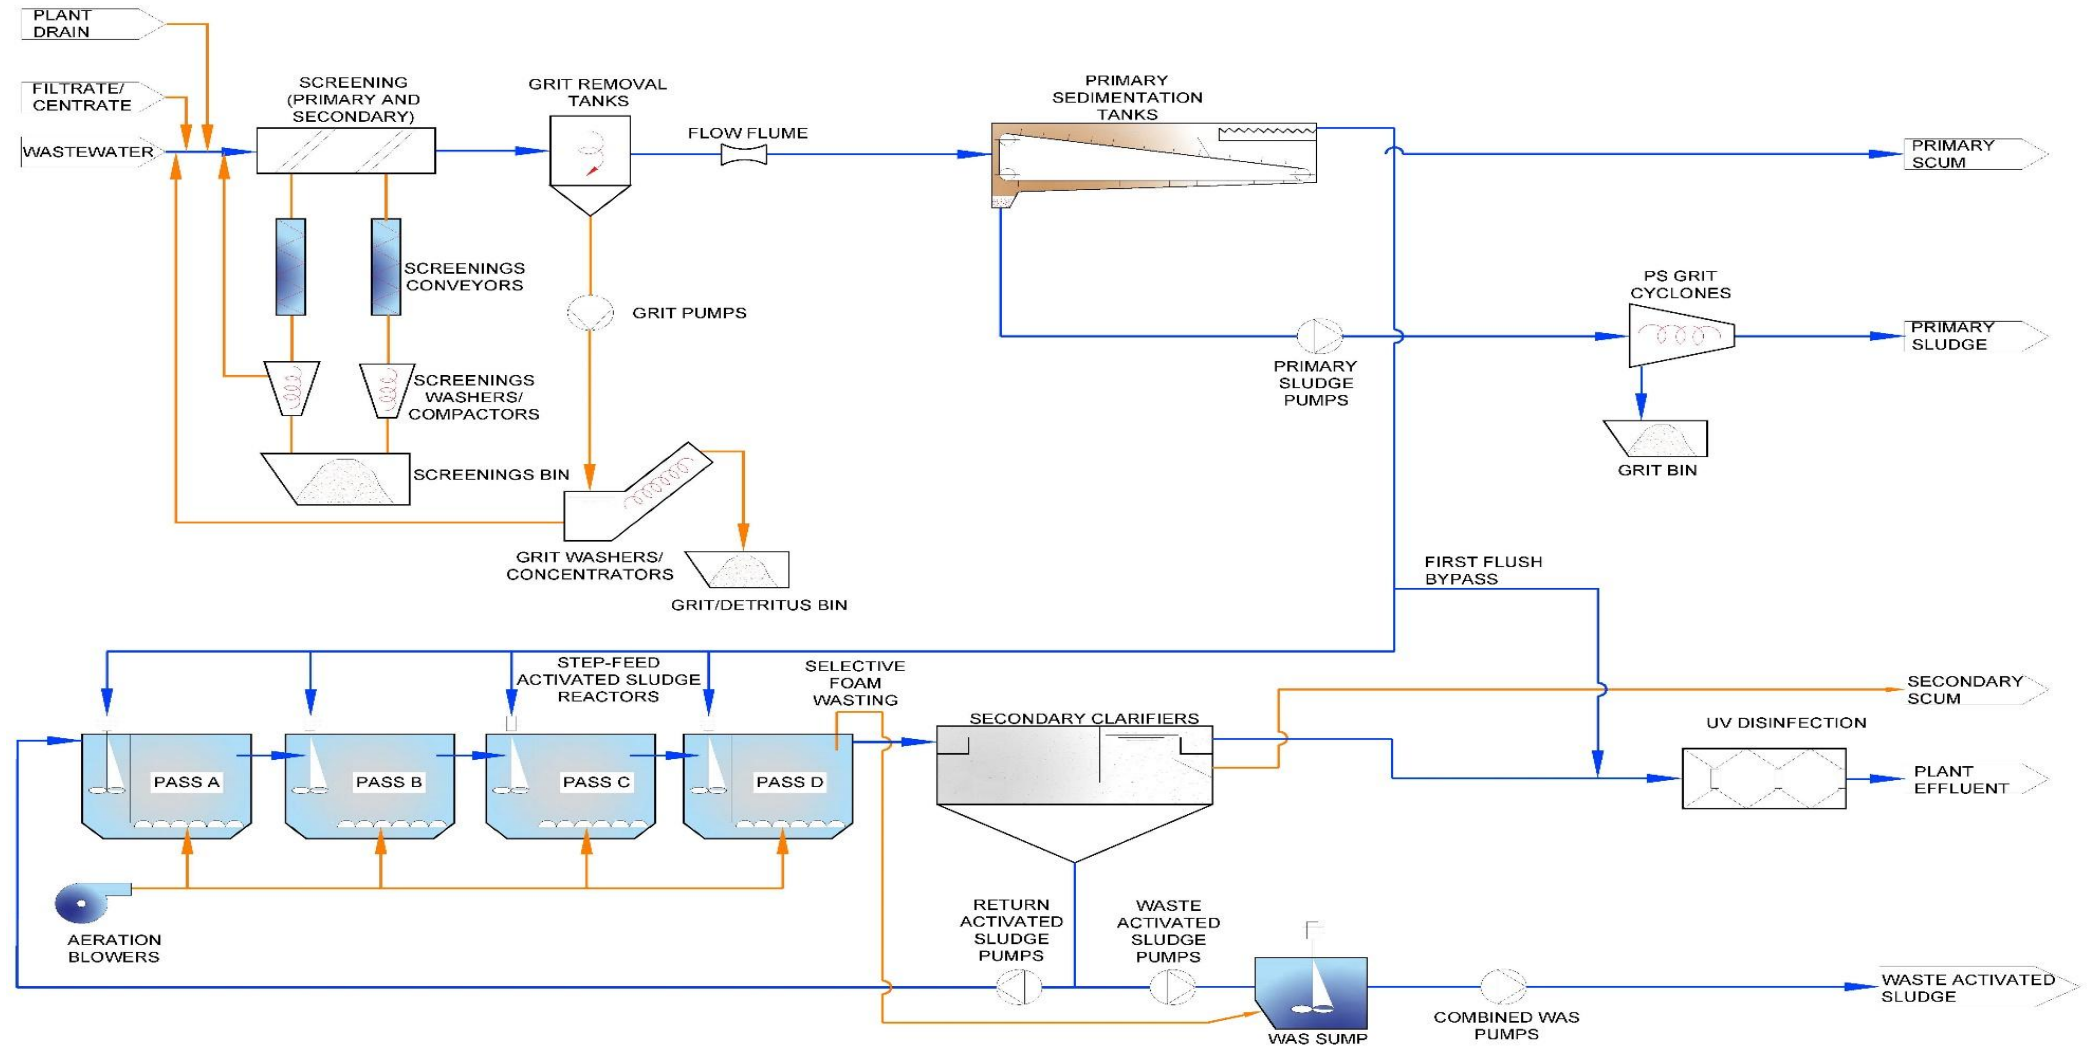 PLANT
DRAIN
FILTRATE/
CENTRATE
WASTEWATER
SCREENING
(PRIMARY AND
SECONDARY)
GRIT REMOVAL
TANKS
FLOW FLUME
PRIMARY
SEDIMENTATION
TANKS
PRIMARY
SCUM
SCREENINGS
CONVEYORS
GRIT PUMPS
PS GRIT
CYCLONES
PRIMARY
SLUDGE
PRIMARY
SLUDGE
PUMPS
SCREENINGS
WASHERS/
COMPACTORS
SCREENINGS BIN
GRIT BIN
GRIT WASHERS/
CONCENTRATORS
GRIT/DETRITUS BIN
FIRST FLUSH
BYPASS
STEP-FEED
ACTIVATED SLUDGE
REACTORS
SELECTIVE
FOAM
WASTING
SECONDARY CLARIFIERS
SECONDARY
SCUM
UV DISINFECTION
PASS A
PASS B
PASS C
PASS D
PLANT
EFFLUENT
AERATION
BLOWERS
RETURN
ACTIVATED
SLUDGE
PUMPS
WASTE
ACTIVATED
SLUDGE
PUMPS
WAS SUMP
COMBINED WAS
PUMPS
WASTE ACTIVATED
SLUDGE